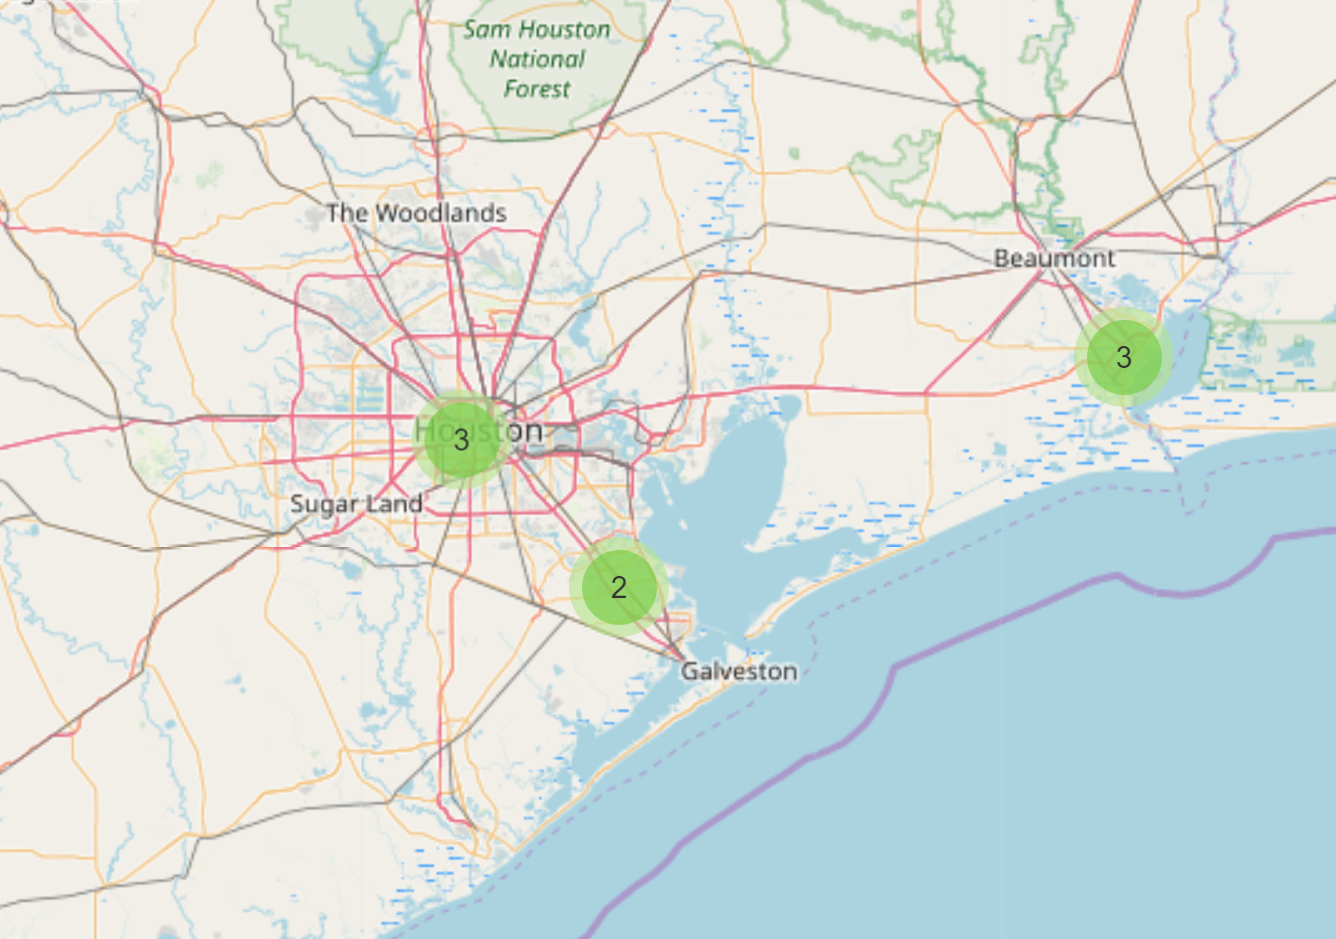 Sam Houston
National
Forest
The Woodlands
Beaumont
3
Houston
3
Sugar Land
2
Galveston